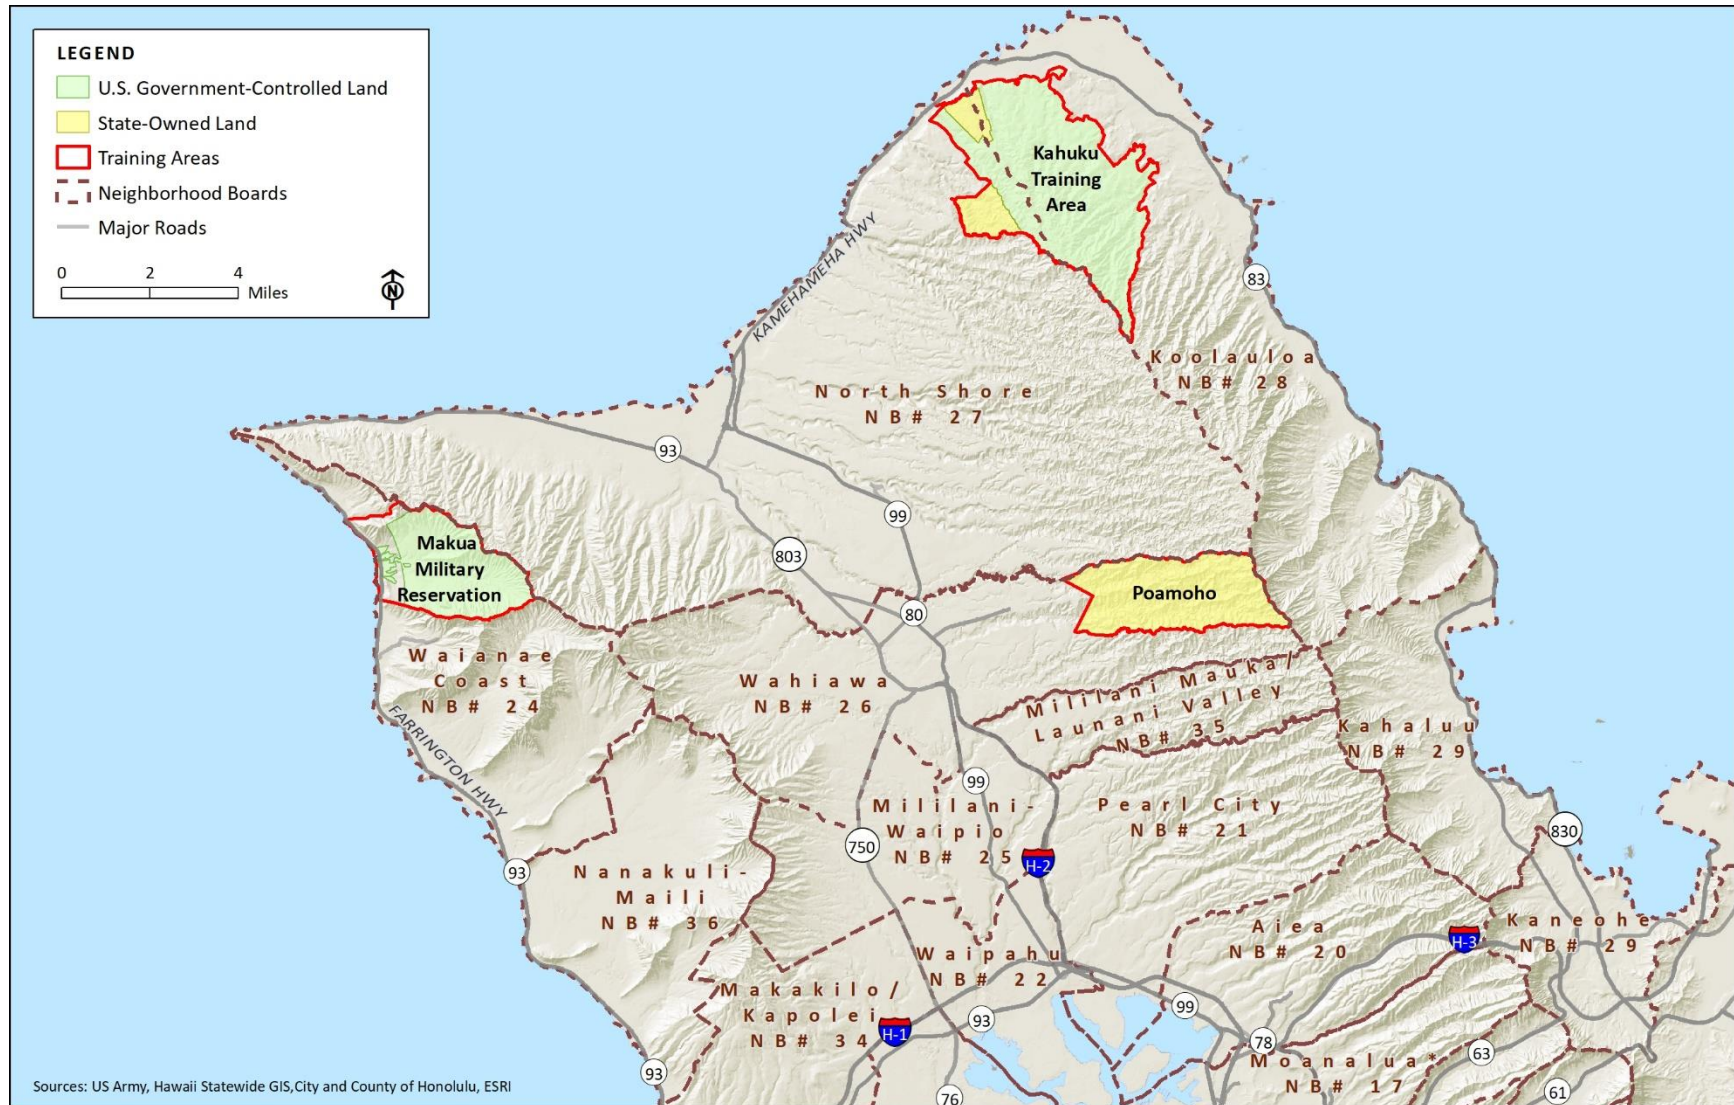 LEGEND
U.S. Government-Controlled Land
State-Owned Land
Training Areas
Neighborhood Boards
Major Roads
0 2 4
Miles
N
Kahuku
Training
Area
KAMEHAMEHA HWY
83
Koolauloa
NB# 28
North Shore
NB# 27
93
99
803
Makua
Military
Reservation
Poamoho
80
Waianae
Coast
NB# 24
FARRINGTON HWY
Wahiawa
NB# 26
Mililani Mauka/
Launani Valley
NB# 35
Kahaluu
NB# 29
99
Mililani-
Waipio
NB# 25
Pearl City
NB# 21
750
H-2
830
93
Nanakuli-
Maili
NB# 36
Aiea
NB# 20
H-3
Kaneohe
NB# 29
Waipahu
NB# 22
Makakilo/
Kapolei
NB# 34
H-1
93
99
78
63
Moanalua*
NB# 17
93
76
61
Sources: US Army, Hawaii Statewide GIS,City and County of Honolulu, ESRI